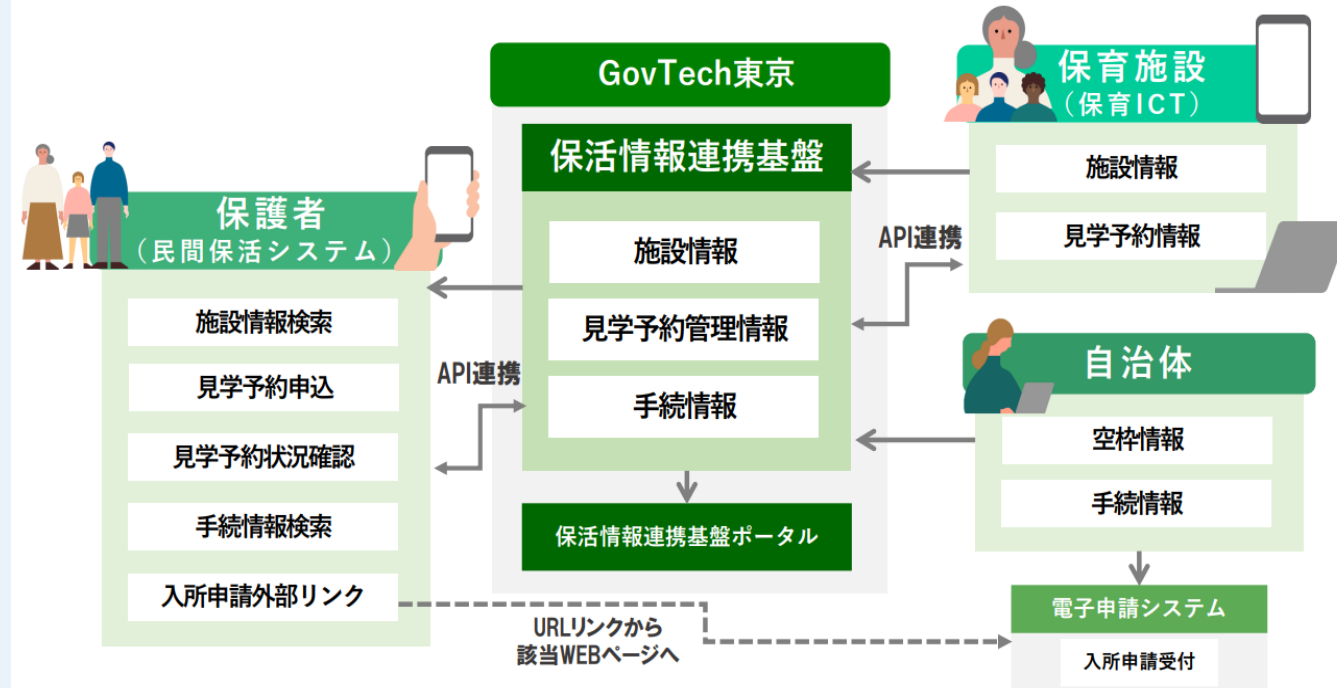 GovTech東京
保活情報連携基盤
施設情報
見学予約管理情報
手続情報
保活情報連携基盤ポータル
保護者
（民間保活システム）
施設情報検索
見学予約申込
見学予約状況確認
手続情報検索
入所申請外部リンク
API連携
API連携
保育施設
（保育ICT）
施設情報
見学予約情報
自治体
空枠情報
手続情報
電子申請システム
入所申請受付
URLリンクから
該当WEBページへ